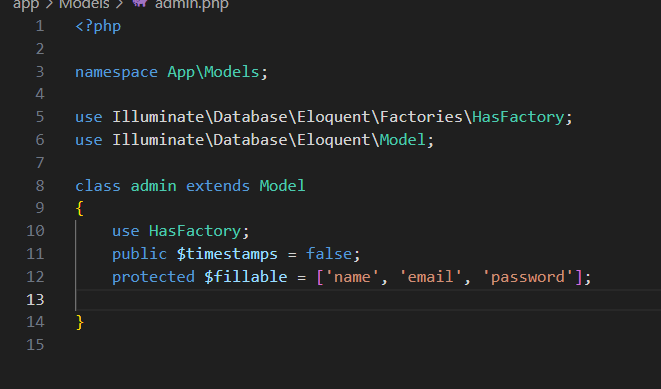 app > Models > admin.php
1 <?php
2
3 namespace App\Models;
4
5 use Illuminate\Database\Eloquent\Factories\HasFactory;
6 use Illuminate\Database\Eloquent\Model;
7
8 class admin extends Model
9 {
10 use HasFactory;
11 public $timestamps = false;
12 protected $fillable = ['name', 'email', 'password'];
13
14 }
15